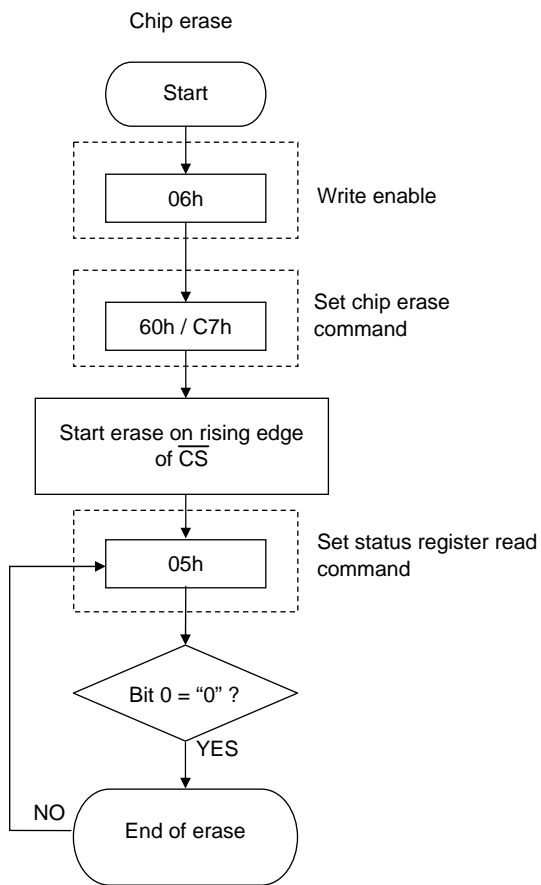 Chip erase
Start
06h
Write enable
60h / C7h
Set chip erase
command
Start erase on rising edge
of C̅S̅
05h
Set status register read
command
Bit 0 = “0” ?
YES
NO
End of erase